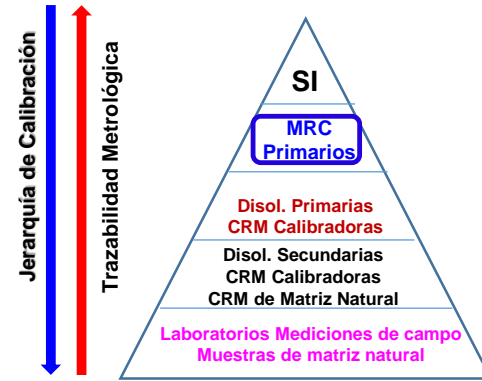 Jerarquía de Calibración
Trazabilidad Metrológica
SI
MRC
Primarios
Disol. Primarias
CRM Calibradoras
Disol. Secundarias
CRM Calibradoras
CRM de Matriz Natural
Laboratorios Mediciones de campo
Muestras de matriz natural